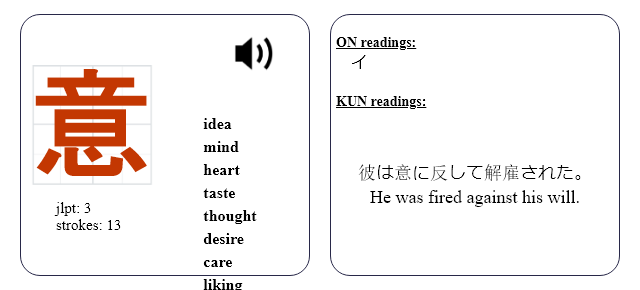 意
jlpt: 3
strokes: 13
idea
mind
heart
taste
thought
desire
care
liking
ON readings:
イ
KUN readings:
彼は意に反して解雇された。
He was fired against his will.